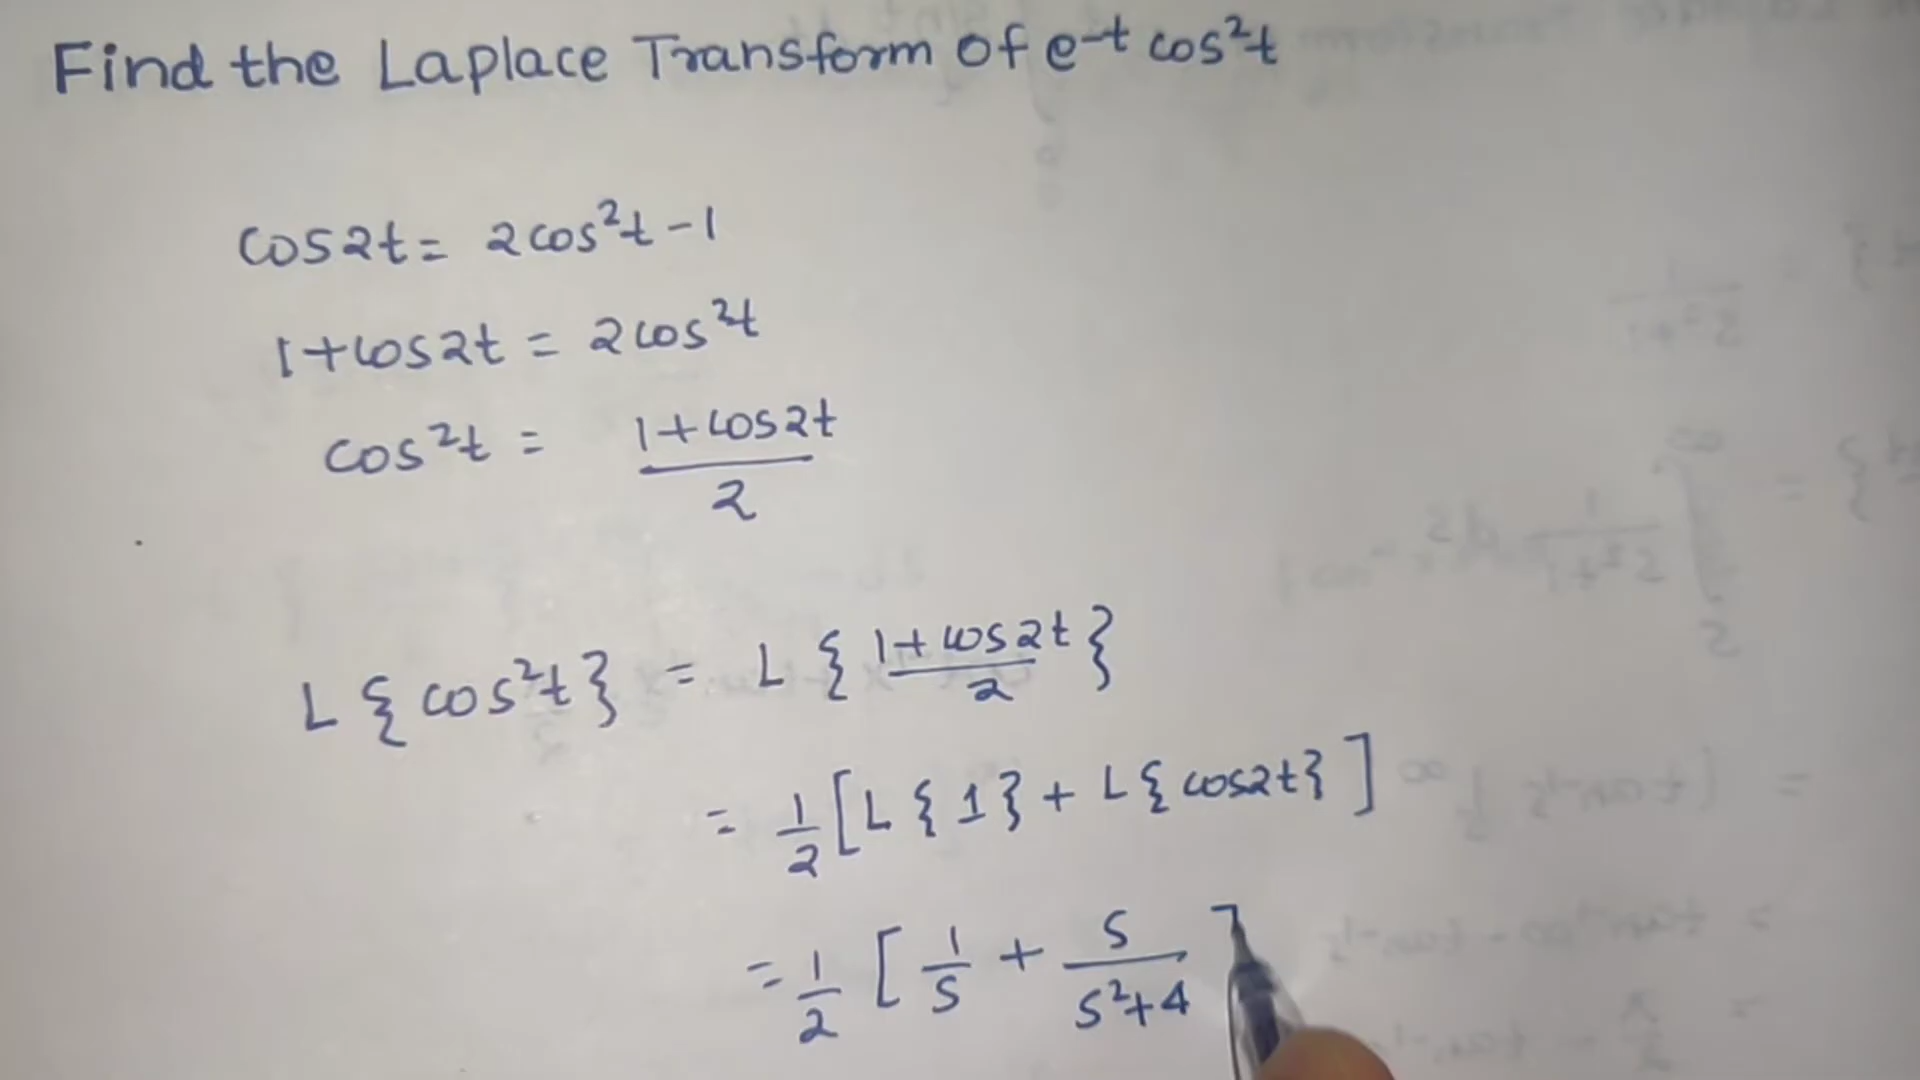 Find the Laplace Transform of e^-t cos²t
cos2t = 2cos²t - 1
1+cos2t = 2cos²t
cos²t = 1+cos2t / 2
L{cos²t} = L{1+cos2t / 2}
= 1/2 [L{1} + L{cos2t}]
= 1/2 [1/s + s/s²+4]